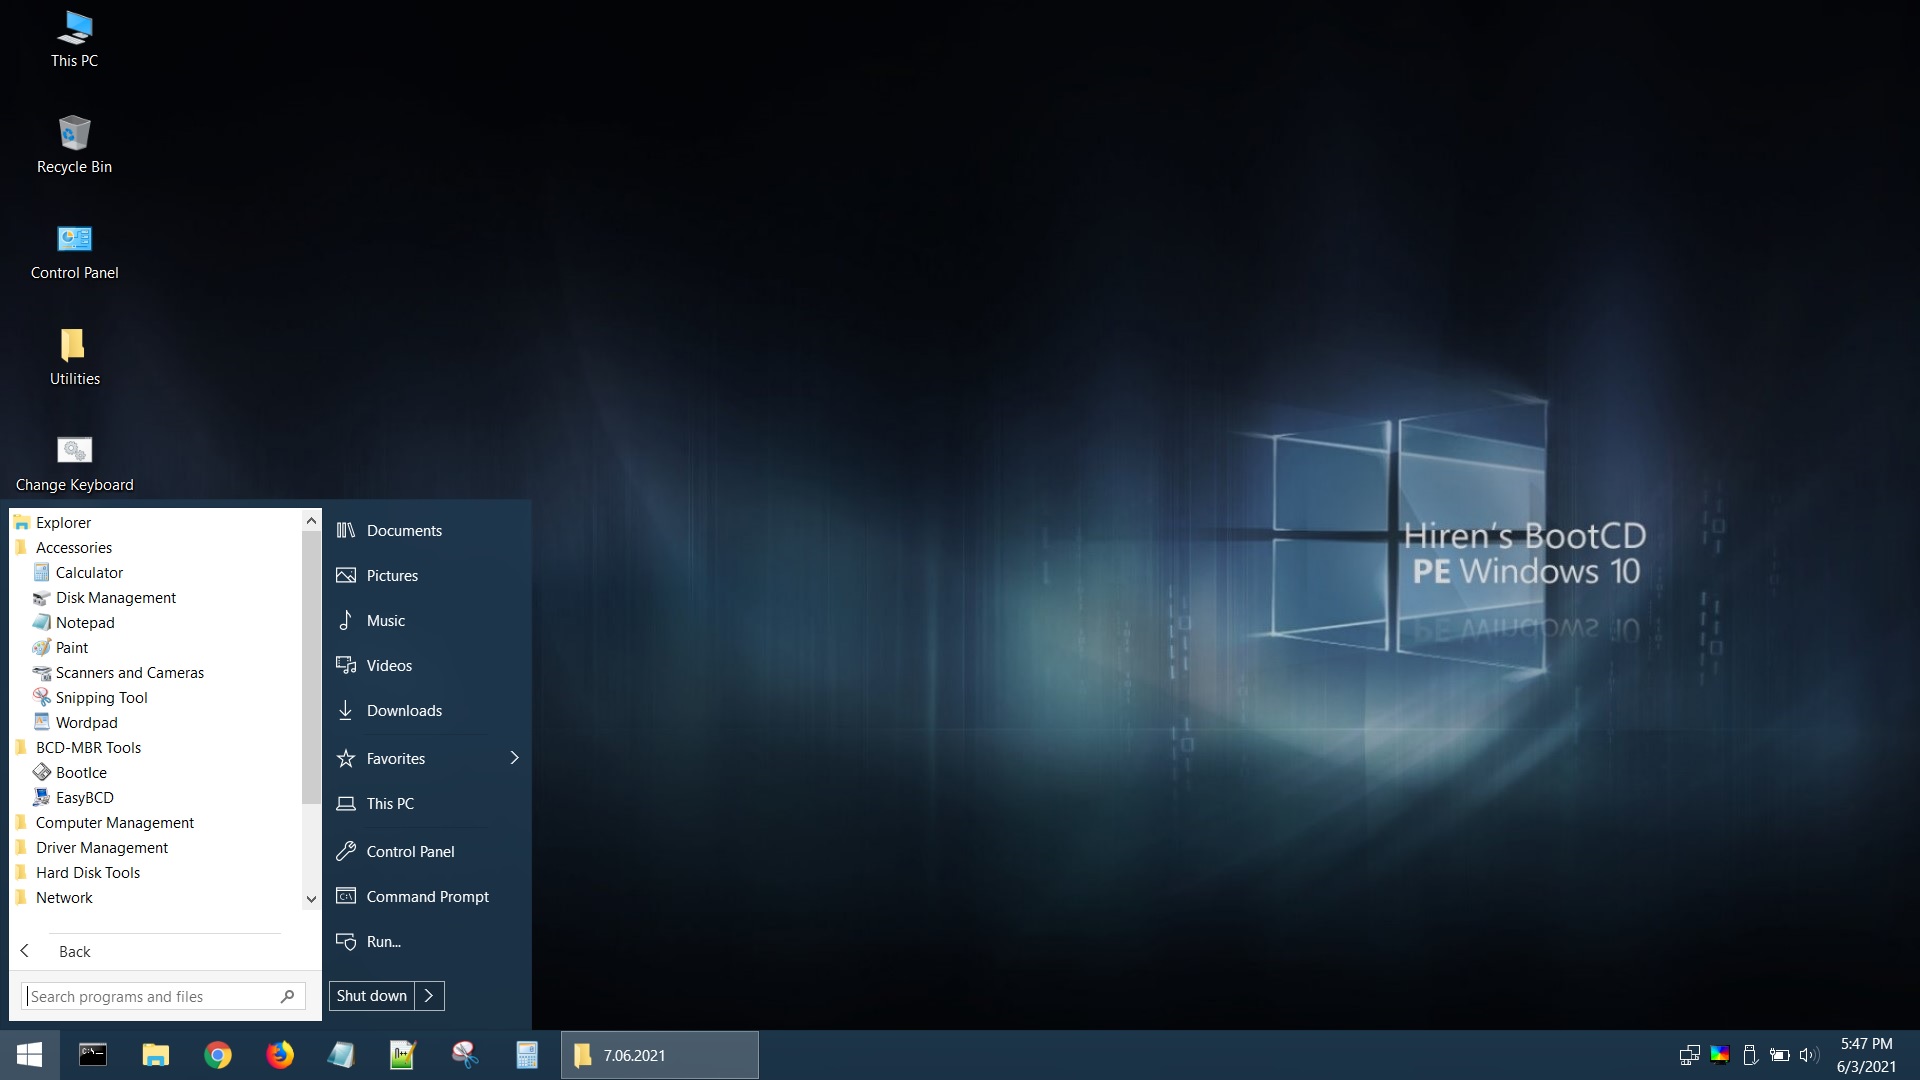 This PC
Recycle Bin
Control Panel
Utilities
Change Keyboard
Explorer
Accessories
Calculator
Disk Management
Notepad
Paint
Scanners and Cameras
Snipping Tool
Wordpad
BCD-MBR Tools
BootIce
EasyBCD
Computer Management
Driver Management
Hard Disk Tools
Network
Back
Search programs and files
Documents
Pictures
Music
Videos
Downloads
Favorites
This PC
Control Panel
Command Prompt
Run...
Shut down
Hiren's BootCD
PE Windows 10
PE Windows 10
7.06.2021
5:47 PM
6/3/2021